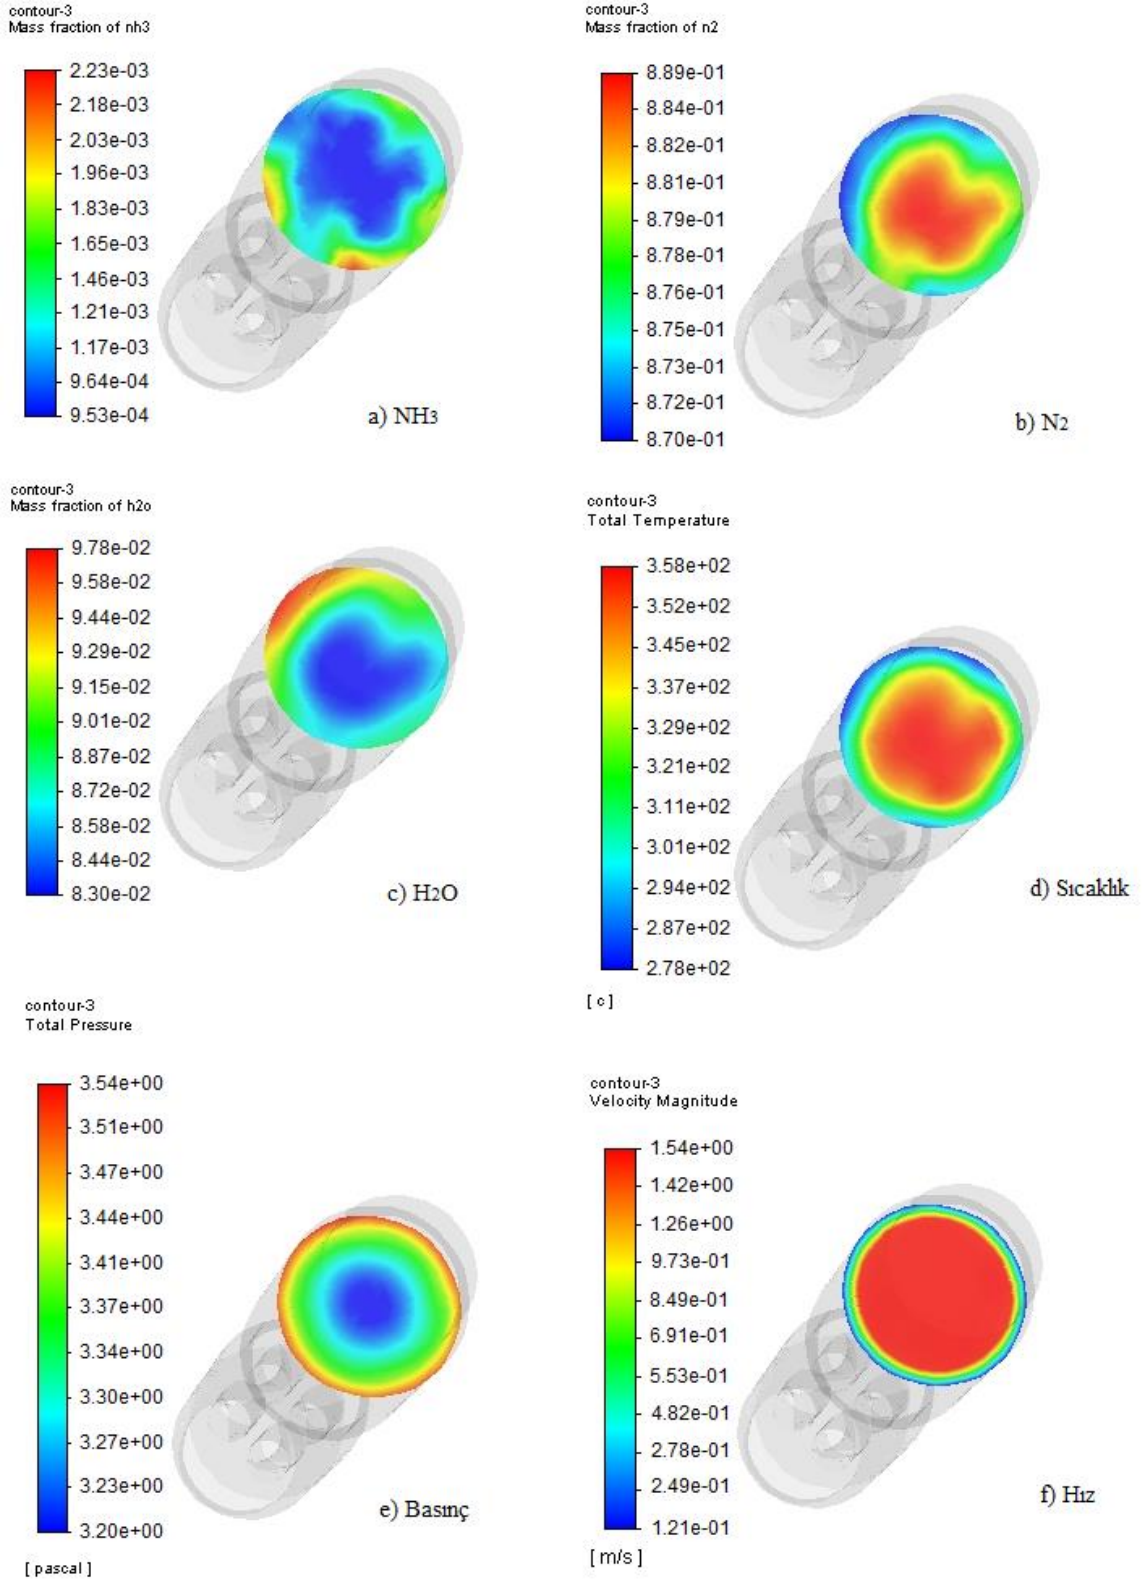 contour-3
Mass fraction of nh3
2.23e-03
2.18e-03
2.03e-03
1.96e-03
1.83e-03
1.65e-03
1.46e-03
1.21e-03
1.17e-03
9.64e-04
9.53e-04
a) NH3
contour-3
Mass fraction of n2
8.89e-01
8.84e-01
8.82e-01
8.81e-01
8.79e-01
8.78e-01
8.76e-01
8.75e-01
8.73e-01
8.72e-01
8.70e-01
b) N2
contour-3
Mass fraction of h2o
9.78e-02
9.58e-02
9.44e-02
9.29e-02
9.15e-02
9.01e-02
8.87e-02
8.72e-02
8.58e-02
8.44e-02
8.30e-02
c) H2O
contour-3
Total Temperature
3.58e+02
3.52e+02
3.45e+02
3.37e+02
3.29e+02
3.21e+02
3.11e+02
3.01e+02
2.94e+02
2.87e+02
2.78e+02
[ c ]
d) Sıcaklık
contour-3
Total Pressure
3.54e+00
3.51e+00
3.47e+00
3.44e+00
3.41e+00
3.37e+00
3.34e+00
3.30e+00
3.27e+00
3.23e+00
3.20e+00
[ pascal ]
e) Basınç
contour-3
Velocity Magnitude
1.54e+00
1.42e+00
1.26e+00
9.73e-01
8.49e-01
6.91e-01
5.53e-01
4.82e-01
2.78e-01
2.49e-01
1.21e-01
[ m/s ]
f) Hız